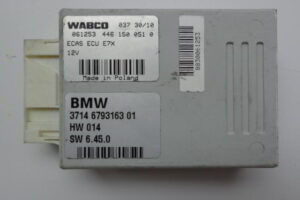 WABCO 037 30/10
061253 446 150 051 0
ECAS ECU E7X
12V
Made in Poland
BMW
3714 6793163 01
HW 014
SW 6.45.0
8830061253